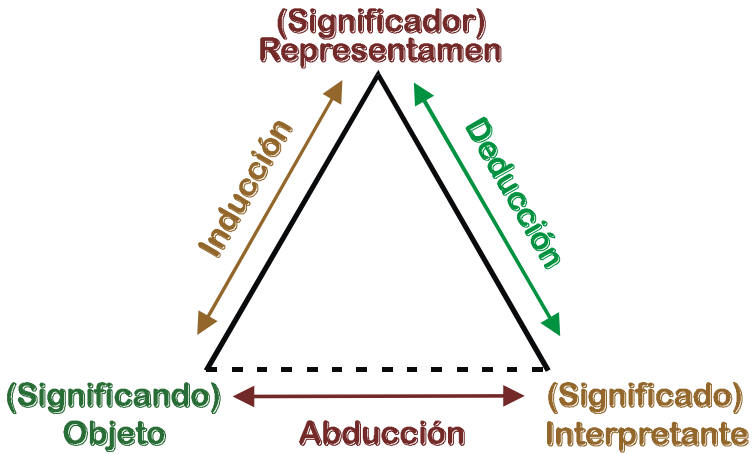 (Significador)
Representamen
Inducción
Deducción
(Significando)
Objeto
Abducción
(Significado)
Interpretante